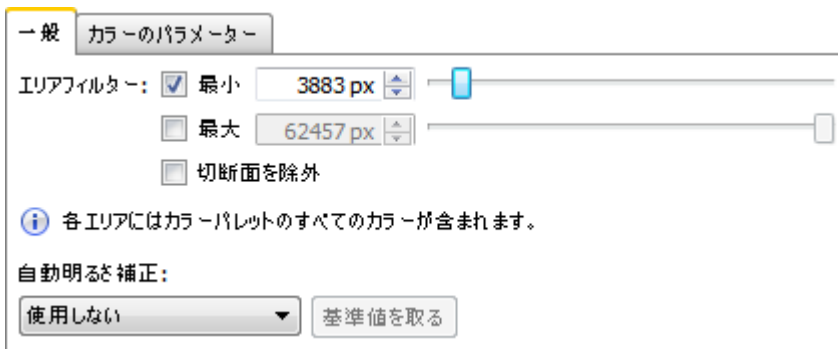 一般 カラーのパラメーター
エリアフィルター: 最小 3883 px
最大 62457 px
切断面を除外
各エリアにはカラーパレットのすべてのカラーが含まれます。
自動明るさ補正:
使用しない 基準値を取る